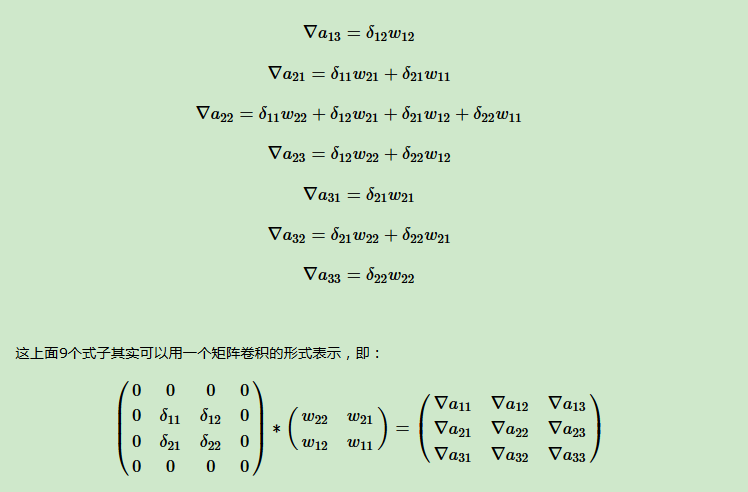 ∇a₁₃ = δ₁₂w₁₂
∇a₂₁ = δ₁₁w₂₁ + δ₂₁w₁₁
∇a₂₂ = δ₁₁w₂₂ + δ₁₂w₂₁ + δ₂₁w₁₂ + δ₂₂w₁₁
∇a₂₃ = δ₁₂w₂₂ + δ₂₂w₁₂
∇a₃₁ = δ₂₁w₂₁
∇a₃₂ = δ₂₁w₂₂ + δ₂₂w₂₁
∇a₃₃ = δ₂₂w₂₂
这上面9个式子其实可以用一个矩阵卷积的形式表示，即：
( 0 0 0 0 ; 0 δ₁₁ δ₁₂ 0 ; 0 δ₂₁ δ₂₂ 0 ; 0 0 0 0 ) * ( w₂₂ w₂₁ ; w₁₂ w₁₁ ) = ( ∇a₁₁ ∇a₁₂ ∇a₁₃ ; ∇a₂₁ ∇a₂₂ ∇a₂₃ ; ∇a₃₁ ∇a₃₂ ∇a₃₃ )